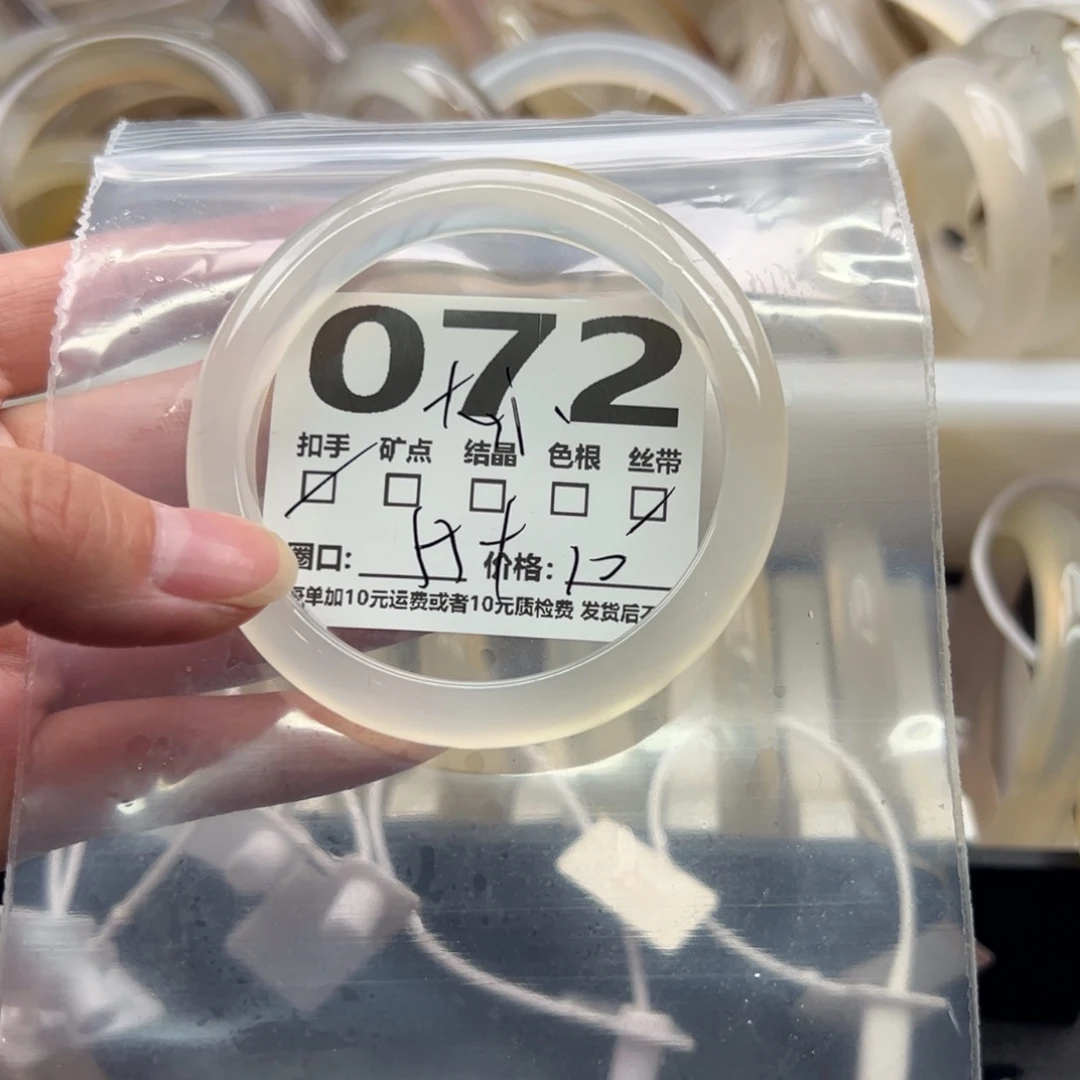 072
扣手 矿点 结晶 色根 丝带
圈口: 价格:
单加10元运费或者10元质检费 发货后不